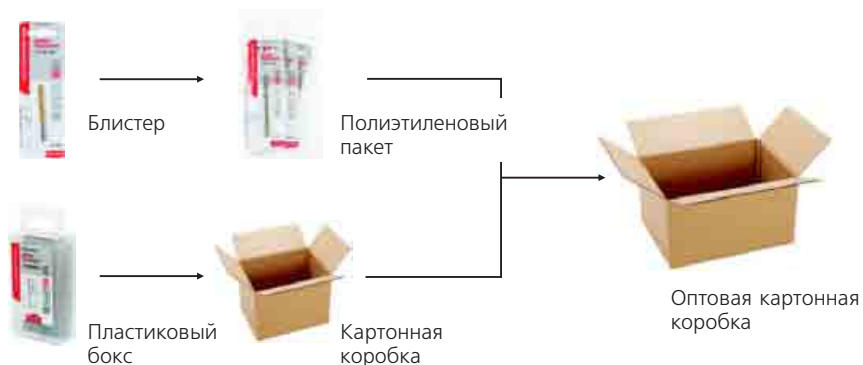 Блистер
Полиэтиленовый
пакет
Пластиковый
бокс
Картонная
коробка
Оптовая картонная
коробка